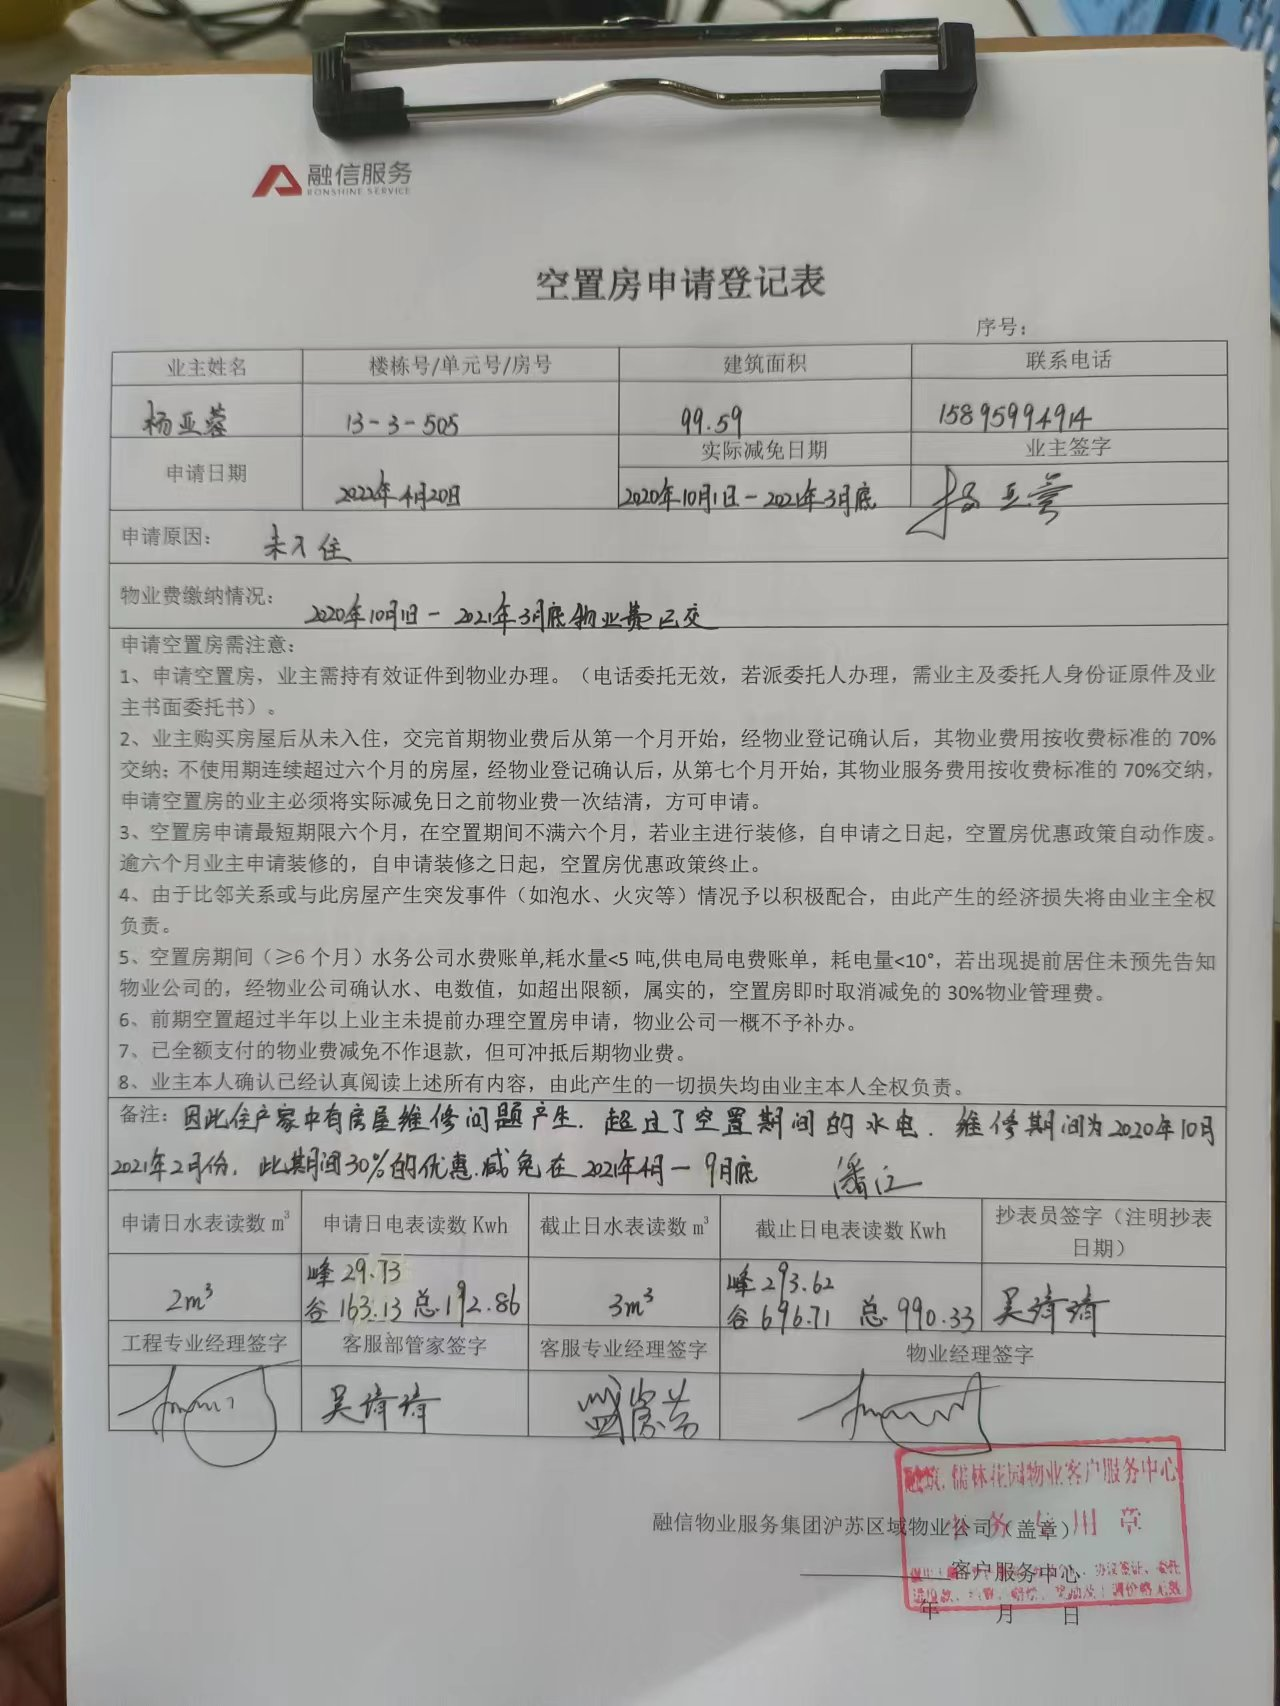 融信服务
RONSHINE SERVICE
空置房申请登记表
序号：
业主姓名 楼栋号/单元号/房号 建筑面积 联系电话
杨亚蓉 13-3-505 99.59 15895994914
申请日期 2022年4月20日 实际减免日期 业主签字
2020年10月1日-2021年3月底 杨亚蓉
申请原因： 未入住
物业费缴纳情况： 2020年10月1日-2021年3月底物业费已交
申请空置房需注意：
1、申请空置房，业主需持有效证件到物业办理。（电话委托无效，若派委托人办理，需业主及委托人身份证原件及业
主书面委托书）。
2、业主购买房屋后从未入住，交完首期物业费后从第一个月开始，经物业登记确认后，其物业费用按收费标准的 70%
交纳；不使用期连续超过六个月的房屋，经物业登记确认后，从第七个月开始，其物业服务费用按收费标准的 70%交纳，
申请空置房的业主必须将实际减免日之前物业费一次结清，方可申请。
3、空置房申请最短期限六个月，在空置期间不满六个月，若业主进行装修，自申请之日起，空置房优惠政策自动作废。
逾六个月业主申请装修的，自申请装修之日起，空置房优惠政策终止。
4、由于比邻关系或与此房屋产生突发事件（如泡水、火灾等）情况予以积极配合，由此产生的经济损失将由业主全权
负责。
5、空置房期间（≥6 个月）水务公司水费账单,耗水量<5 吨,供电局电费账单，耗电量<10°，若出现提前居住未预先告知
物业公司的，经物业公司确认水、电数值，如超出限额，属实的，空置房即时取消减免的 30%物业管理费。
6、前期空置超过半年以上业主未提前办理空置房申请，物业公司一概不予补办。
7、已全额支付的物业费减免不作退款，但可冲抵后期物业费。
8、业主本人确认已经认真阅读上述所有内容，由此产生的一切损失均由业主本人全权负责。
备注：因此住户家中有房屋维修问题产生．超过了空置期间的水电．维修期间为2020年10月
2021年2月份．此期间30%的优惠．减免在2021年4月-9月底 潘江
申请日水表读数 m³ 申请日电表读数 Kwh 截止日水表读数 m³ 截止日电表读数 Kwh 抄表员签字（注明抄表
日期）
2m³ 峰 29.73 3m³ 峰 293.62 吴琦琦
谷 163.13 总 192.86 谷 696.71 总 990.33
工程专业经理签字 客服部管家签字 客服专业经理签字 物业经理签字
吴琦琦
融信物业服务集团沪苏区域物业公司（盖章）
客户服务中心
年 月 日
儒林花园物业客户服务中心
用章